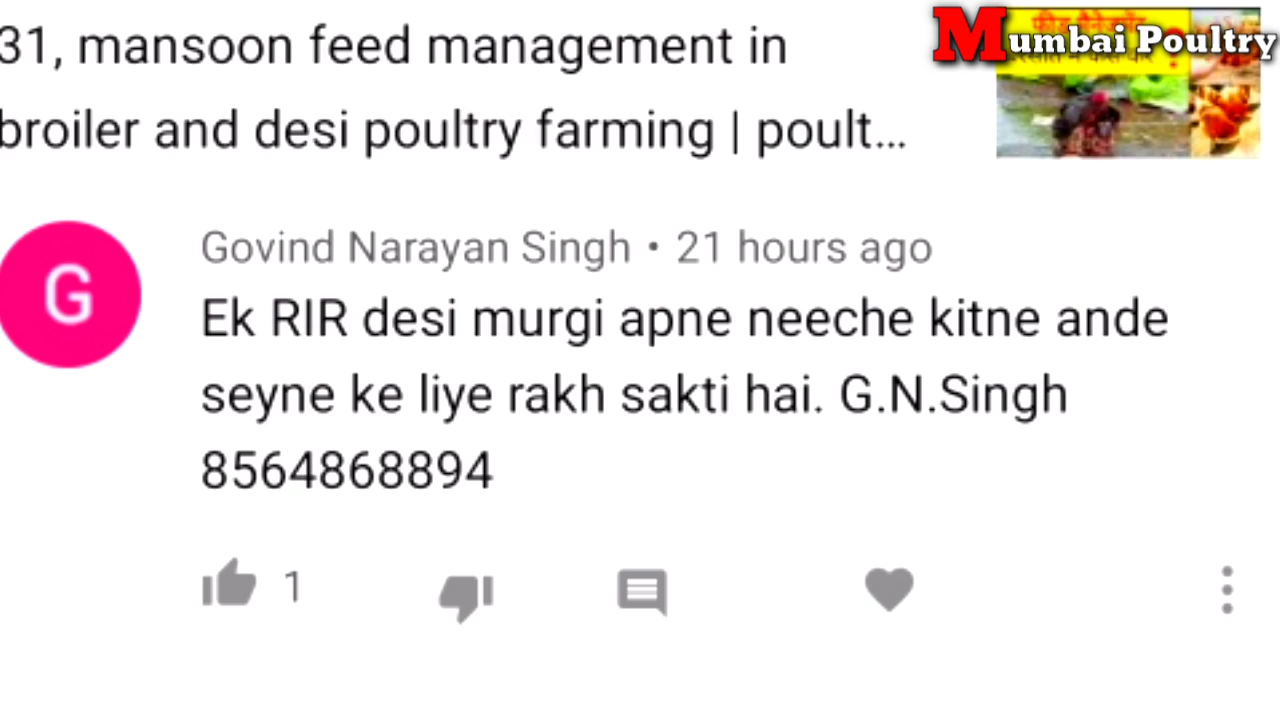 31, mansoon feed management in
Mumbai Poultry
broiler and desi poultry farming | poult...
Govind Narayan Singh • 21 hours ago
G
Ek RIR desi murgi apne neeche kitne ande
seyne ke liye rakh sakti hai. G.N.Singh
8564868894
1